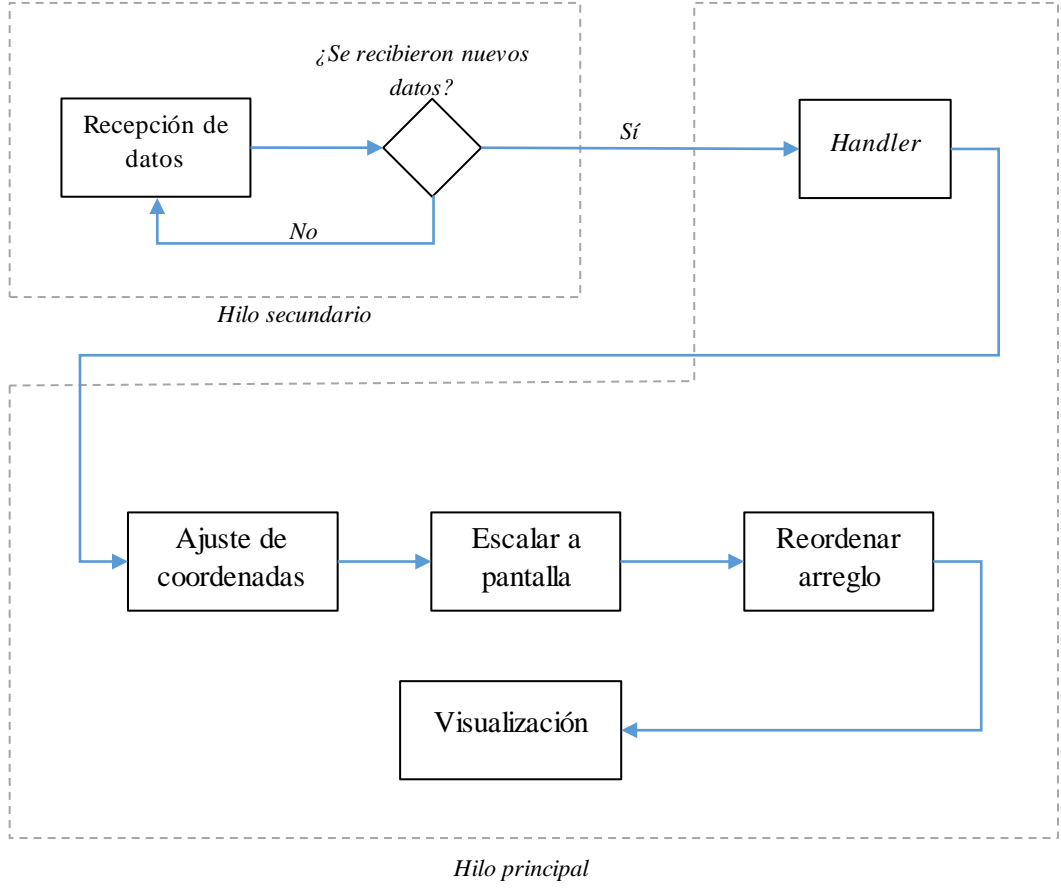 ¿Se recibieron nuevos
datos?
Recepción de
datos
Sí
Handler
No
Hilo secundario
Ajuste de
coordenadas
Escalar a
pantalla
Reordenar
arreglo
Visualización
Hilo principal